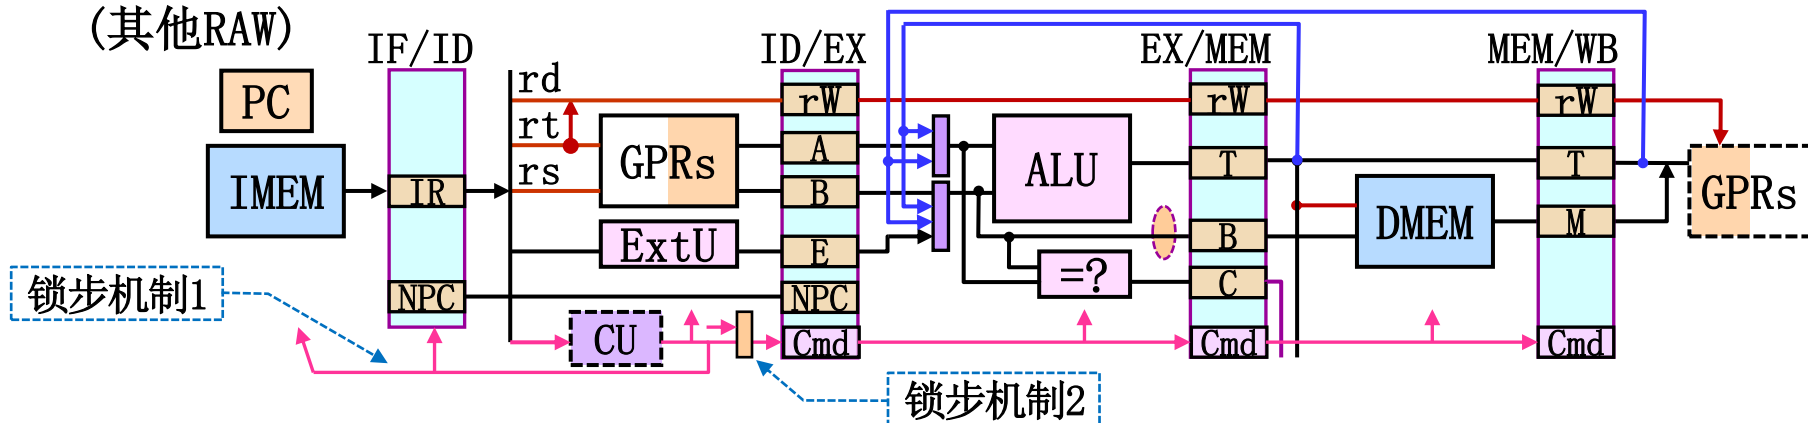 (其他RAW)
IF/ID
ID/EX
EX/MEM
MEM/WB
PC
rd
rW
rW
rW
rt
GPRs
A
ALU
T
T
IMEM
IR
rs
B
DMEM
GPRs
ExtU
E
B
M
=?
C
锁步机制1
NPC
NPC
CU
Cmd
Cmd
Cmd
锁步机制2